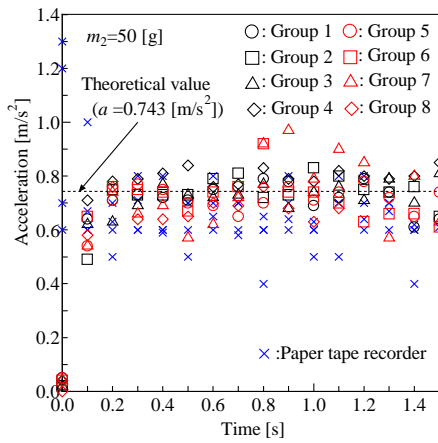 m₂=50 [g]
: Group 1
: Group 2
: Group 3
: Group 4
: Group 5
: Group 6
: Group 7
: Group 8
Theoretical value
(a =0.743 [m/s²])
:Paper tape recorder
Acceleration [m/s²]
1.4
1.2
1.0
0.8
0.6
0.4
0.2
0.0
0.0 0.2 0.4 0.6 0.8 1.0 1.2 1.4
Time [s]